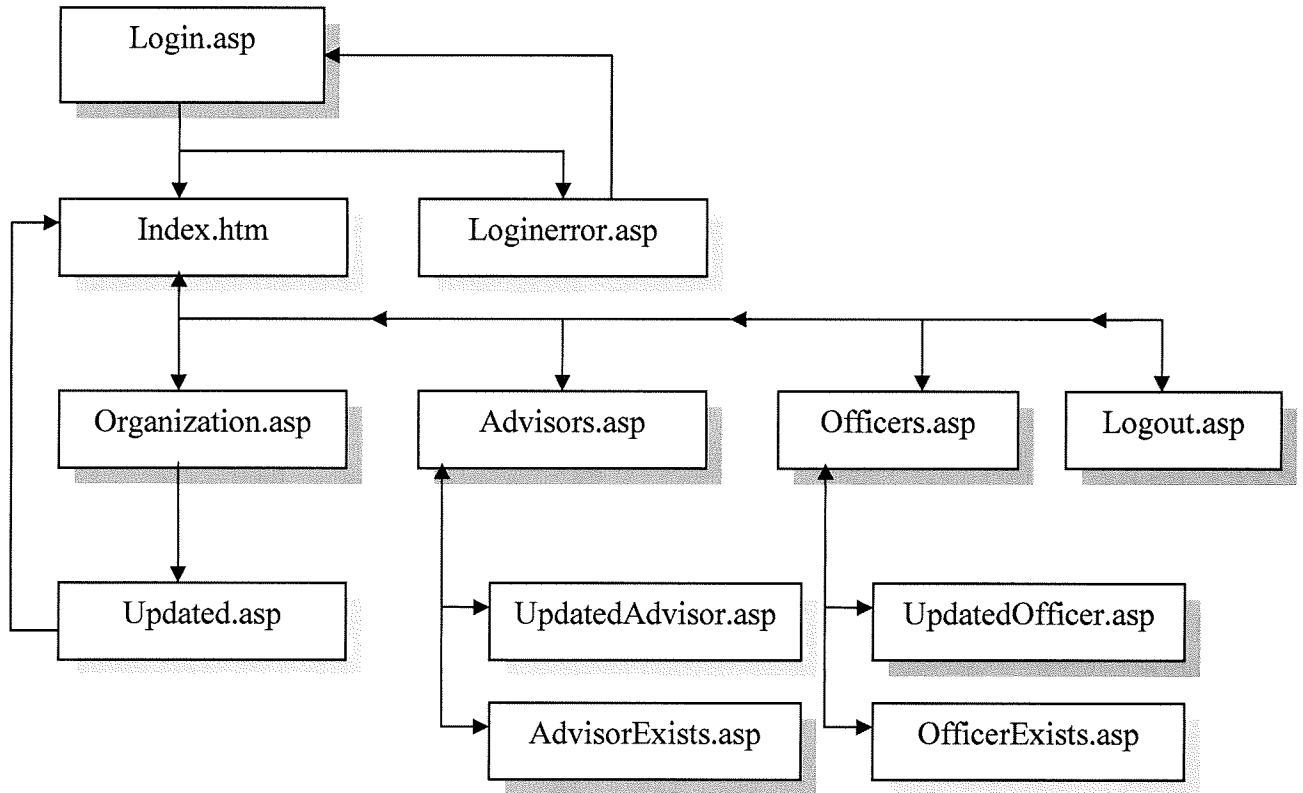 Login.asp
Index.htm
Loginerror.asp
Organization.asp
Advisors.asp
Officers.asp
Logout.asp
Updated.asp
UpdatedAdvisor.asp
UpdatedOfficer.asp
AdvisorExists.asp
OfficerExists.asp